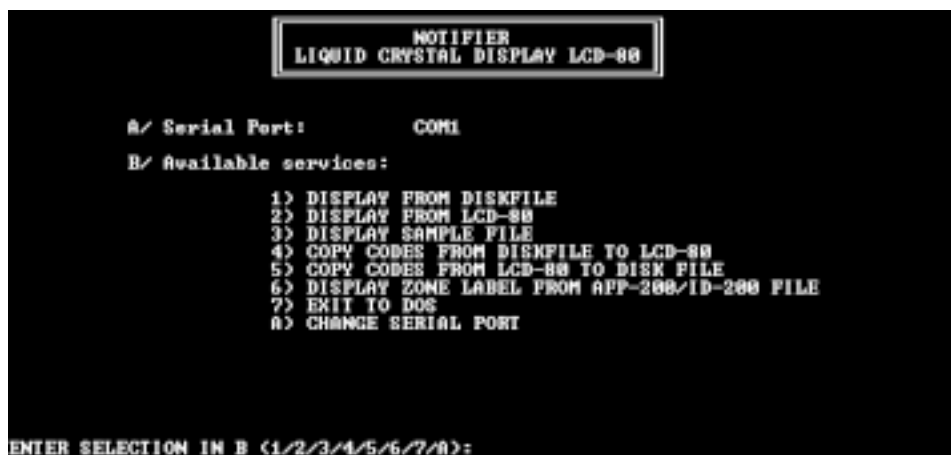 NOTIFIER
LIQUID CRYSTAL DISPLAY LCD-80
A/ Serial Port: COM1
B/ Available services:
1) DISPLAY FROM DISKFILE
2) DISPLAY FROM LCD-80
3) DISPLAY SAMPLE FILE
4) COPY CODES FROM DISKFILE TO LCD-80
5) COPY CODES FROM LCD-80 TO DISK FILE
6) DISPLAY ZONE LABEL FROM AFP-200/ID-200 FILE
7) EXIT TO DOS
A) CHANGE SERIAL PORT
ENTER SELECTION IN B (1/2/3/4/5/6/7/A):